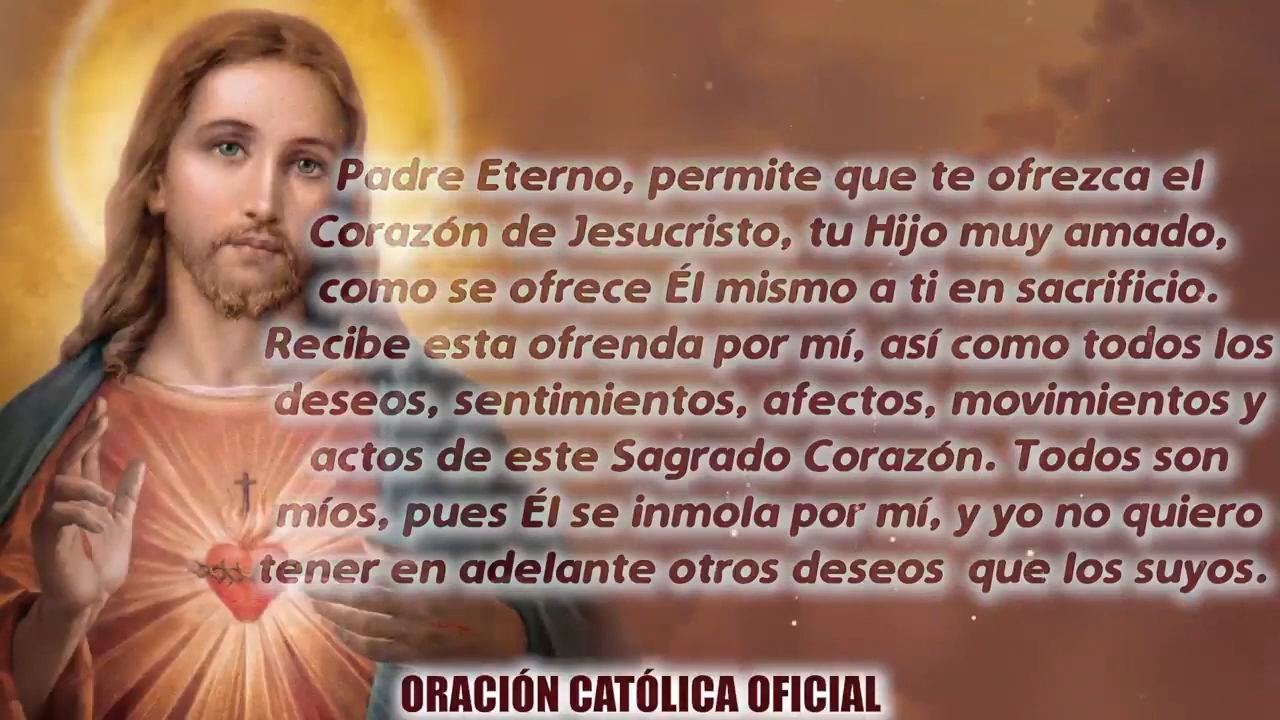 Padre Eterno, permite que te ofrezca el
Corazón de Jesucristo, tu Hijo muy amado,
como se ofrece Él mismo a ti en sacrificio.
Recibe esta ofrenda por mí, así como todos los
deseos, sentimientos, afectos, movimientos y
actos de este Sagrado Corazón. Todos son
míos, pues Él se inmola por mí, y yo no quiero
tener en adelante otros deseos  que los suyos.
ORACIÓN CATÓLICA OFICIAL